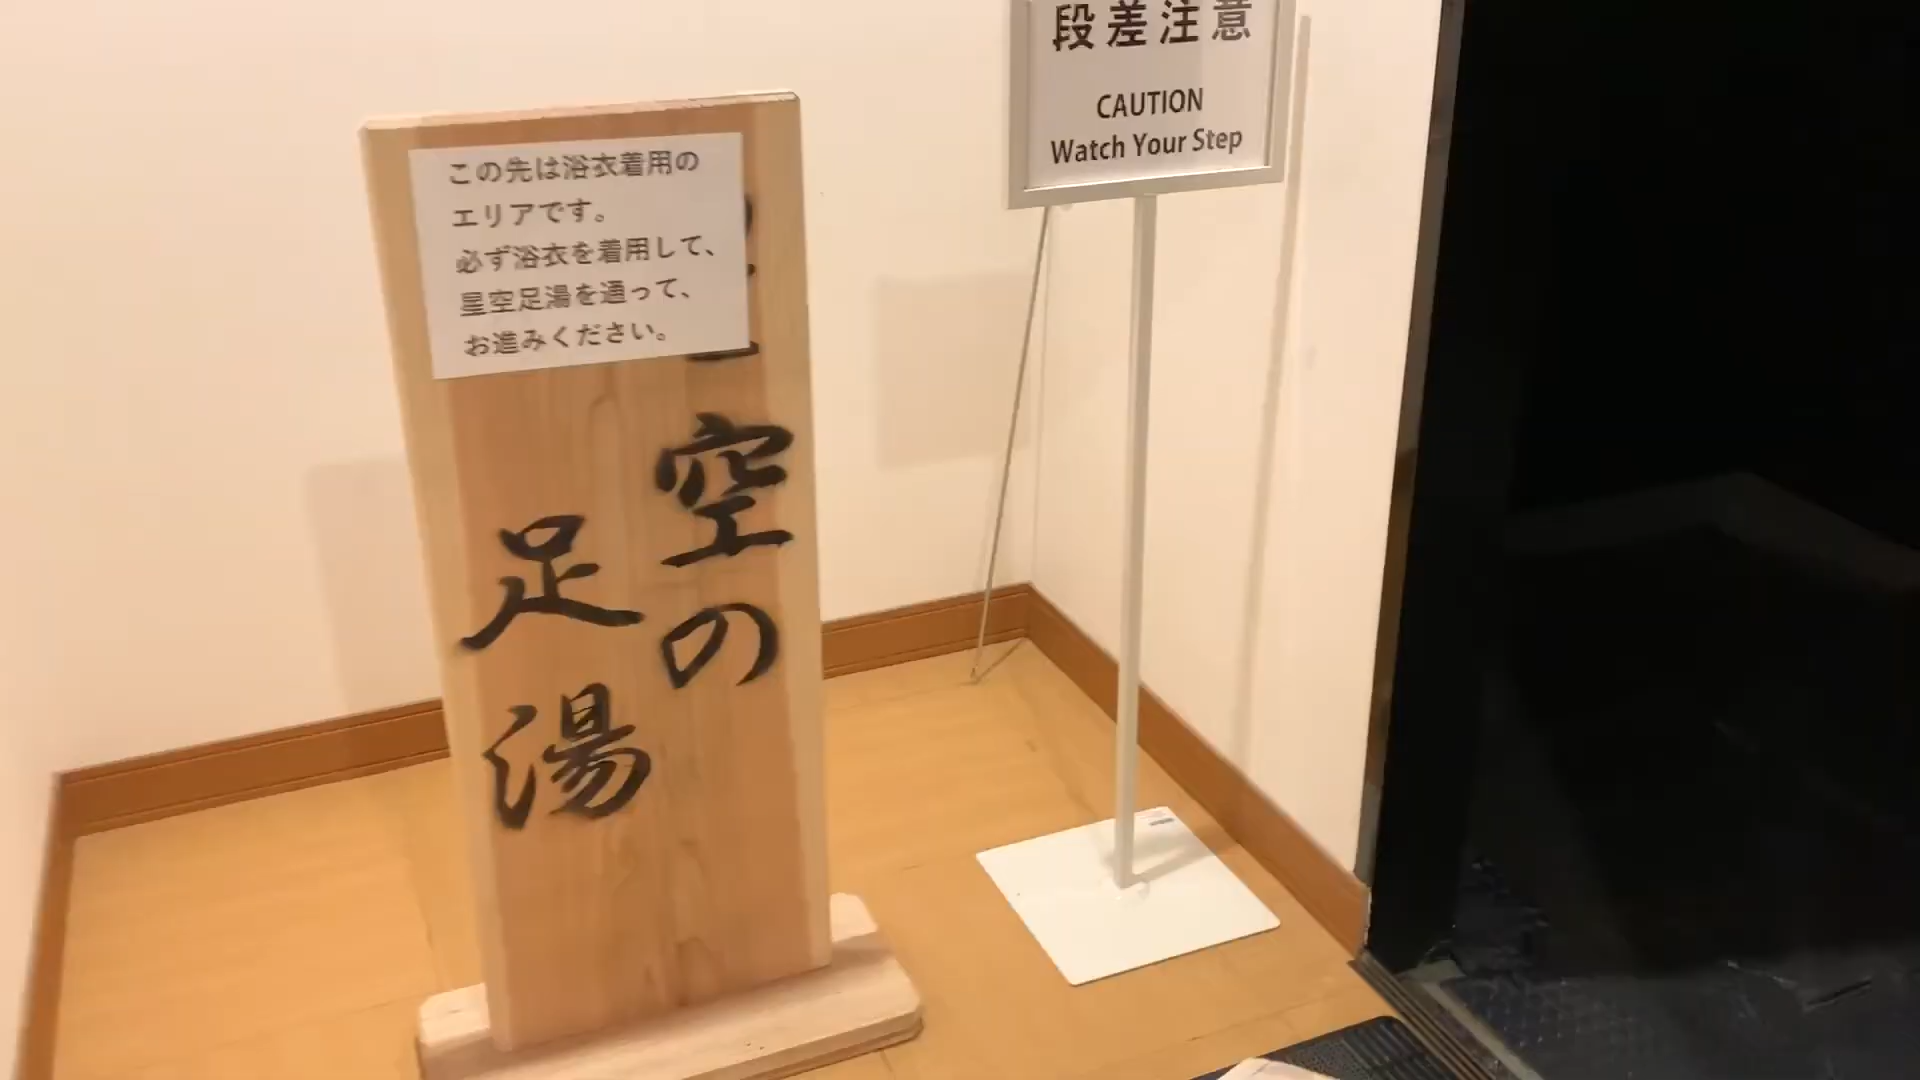 この先は浴衣着用の
エリアです。
必ず浴衣を着用して、
星空足湯を通って、
お進みください。
空の
足湯
段差注意
CAUTION
Watch Your Step